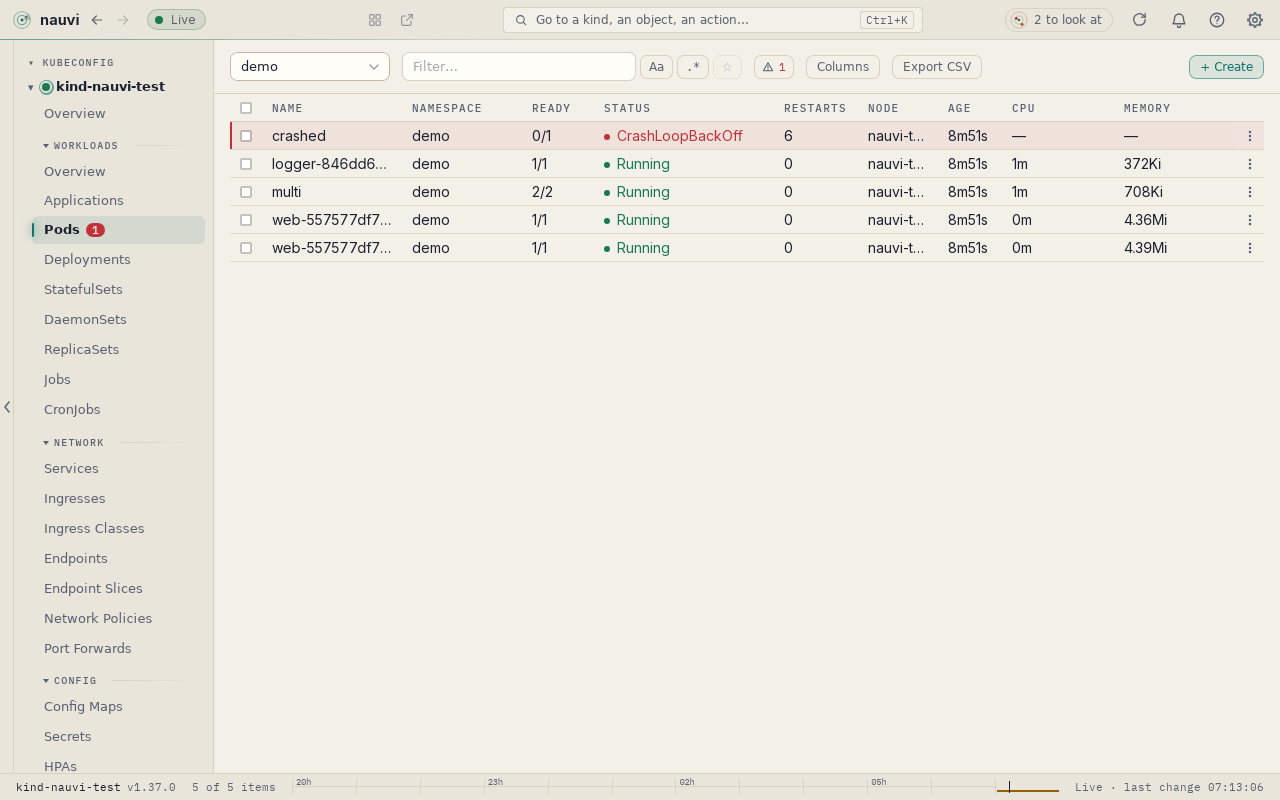 nauvi
Live
Go to a kind, an object, an action...
Ctrl+K
2 to look at
KUBECONFIG
kind-nauvi-test
Overview
WORKLOADS
Overview
Applications
Pods 1
Deployments
StatefulSets
DaemonSets
ReplicaSets
Jobs
CronJobs
NETWORK
Services
Ingresses
Ingress Classes
Endpoints
Endpoint Slices
Network Policies
Port Forwards
CONFIG
Config Maps
Secrets
HPAs
demo
Filter...
Aa
.*
☆
1
Columns
Export CSV
+ Create
NAME NAMESPACE READY STATUS RESTARTS NODE AGE CPU MEMORY
crashed demo 0/1 CrashLoopBackOff 6 nauvi-t... 8m51s — —
logger-846dd6... demo 1/1 Running 0 nauvi-t... 8m51s 1m 372Ki
multi demo 2/2 Running 0 nauvi-t... 8m51s 1m 708Ki
web-557577df7... demo 1/1 Running 0 nauvi-t... 8m51s 0m 4.36Mi
web-557577df7... demo 1/1 Running 0 nauvi-t... 8m51s 0m 4.39Mi
kind-nauvi-test v1.37.0 5 of 5 items 20h 23h 02h 05h Live · last change 07:13:06